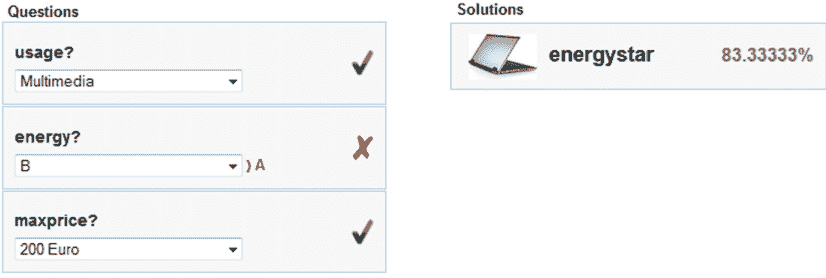 Questions
usage?
Multimedia
energy?
B ) A
maxprice?
200 Euro
Solutions
energystar 83.33333%